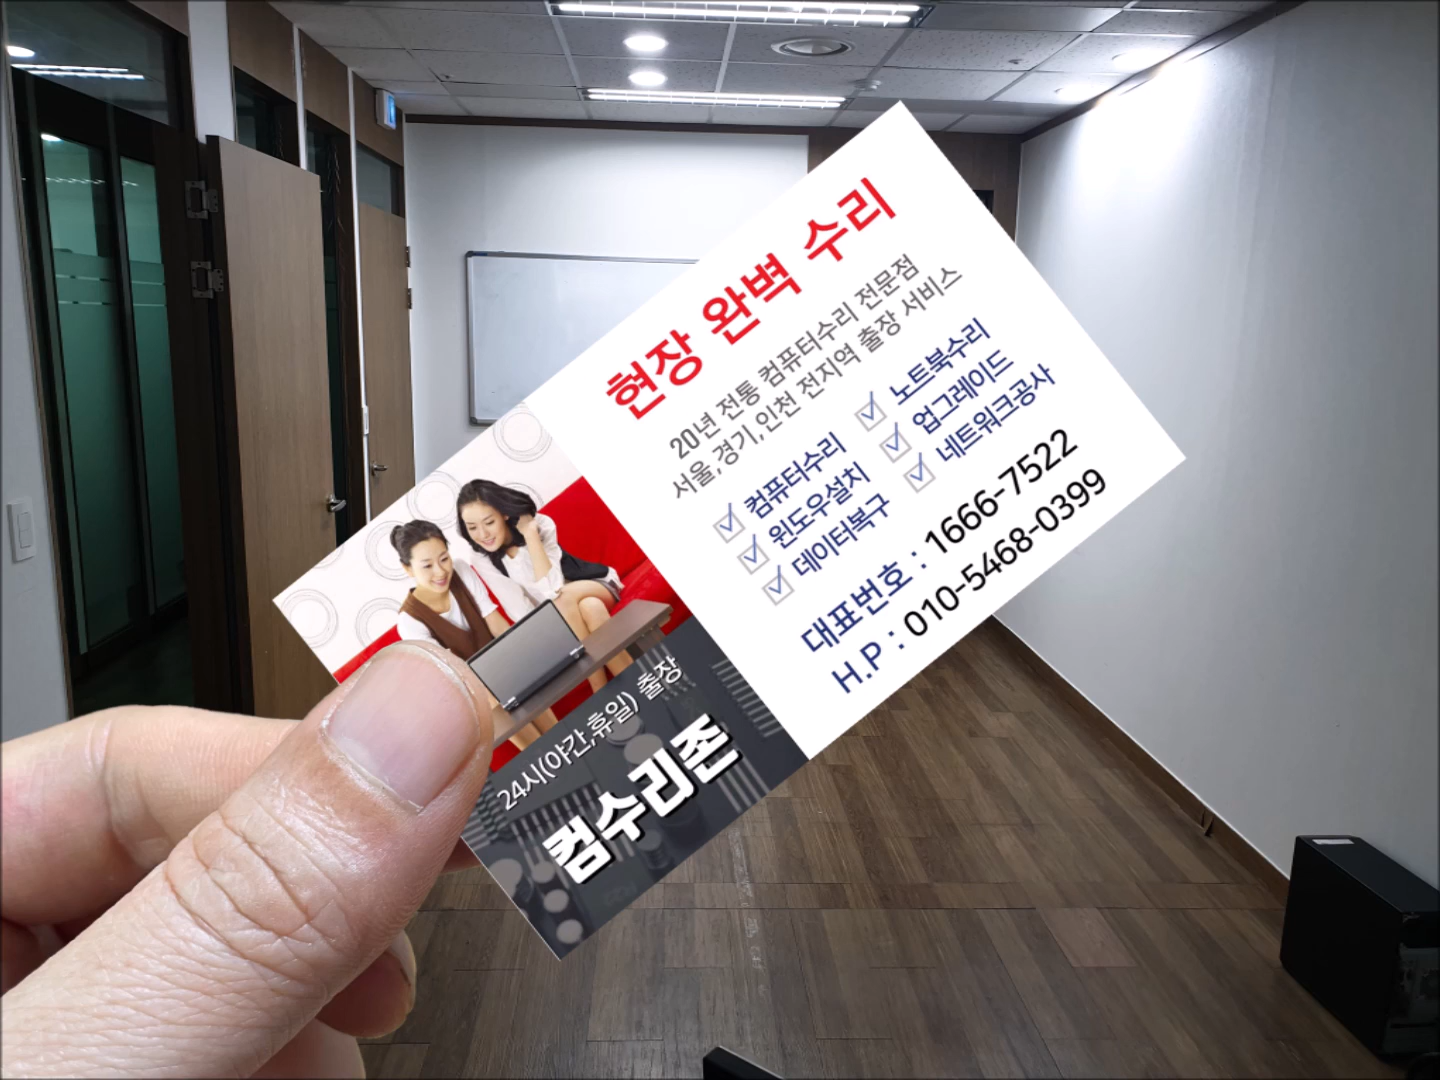 현장 완벽 수리
20년 전통 컴퓨터수리 전문점
서울,경기,인천 전지역 출장 서비스
컴퓨터수리
윈도우설치
데이터복구
노트북수리
업그레이드
네트워크공사
대표번호 : 1666-7522
H.P : 010-5468-0399
24시(야간,휴일) 출장
컴수리존